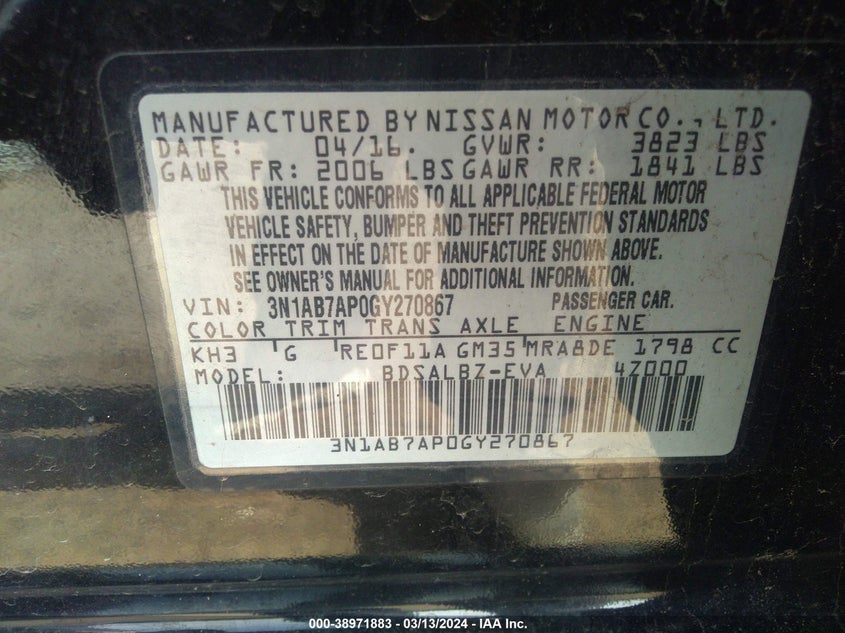 MANUFACTURED BY NISSAN MOTOR CO., LTD.
DATE: 04/16. GVWR: 3823 LBS
GAWR FR: 2006 LBS GAWR RR: 1841 LBS
THIS VEHICLE CONFORMS TO ALL APPLICABLE FEDERAL MOTOR
VEHICLE SAFETY, BUMPER AND THEFT PREVENTION STANDARDS
IN EFFECT ON THE DATE OF MANUFACTURE SHOWN ABOVE.
SEE OWNER'S MANUAL FOR ADDITIONAL INFORMATION.
VIN: 3N1AB7AP0GY270867 PASSENGER CAR.
COLOR TRIM TRANS AXLE ENGINE
KH3 G RE0F11A GM35 MRA8DE 1798 CC
MODEL: BDSALBZ-EVA 4Z000
3N1AB7AP0GY270867
000-38971883 - 03/13/2024 - IAA Inc.